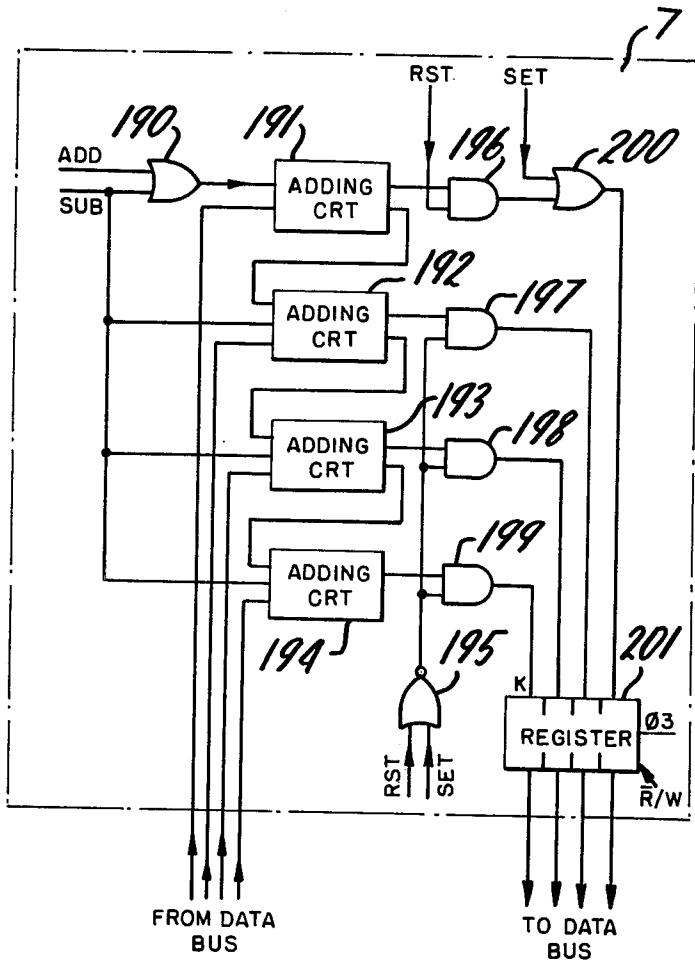 7
RST
SET
190
191
196
200
ADD
SUB
ADDING
CRT
192
197
ADDING
CRT
193
198
ADDING
CRT
199
ADDING
CRT
194
195
201
K
REGISTER
Ø3
R̅/W
RST
SET
FROM DATA
BUS
TO DATA
BUS